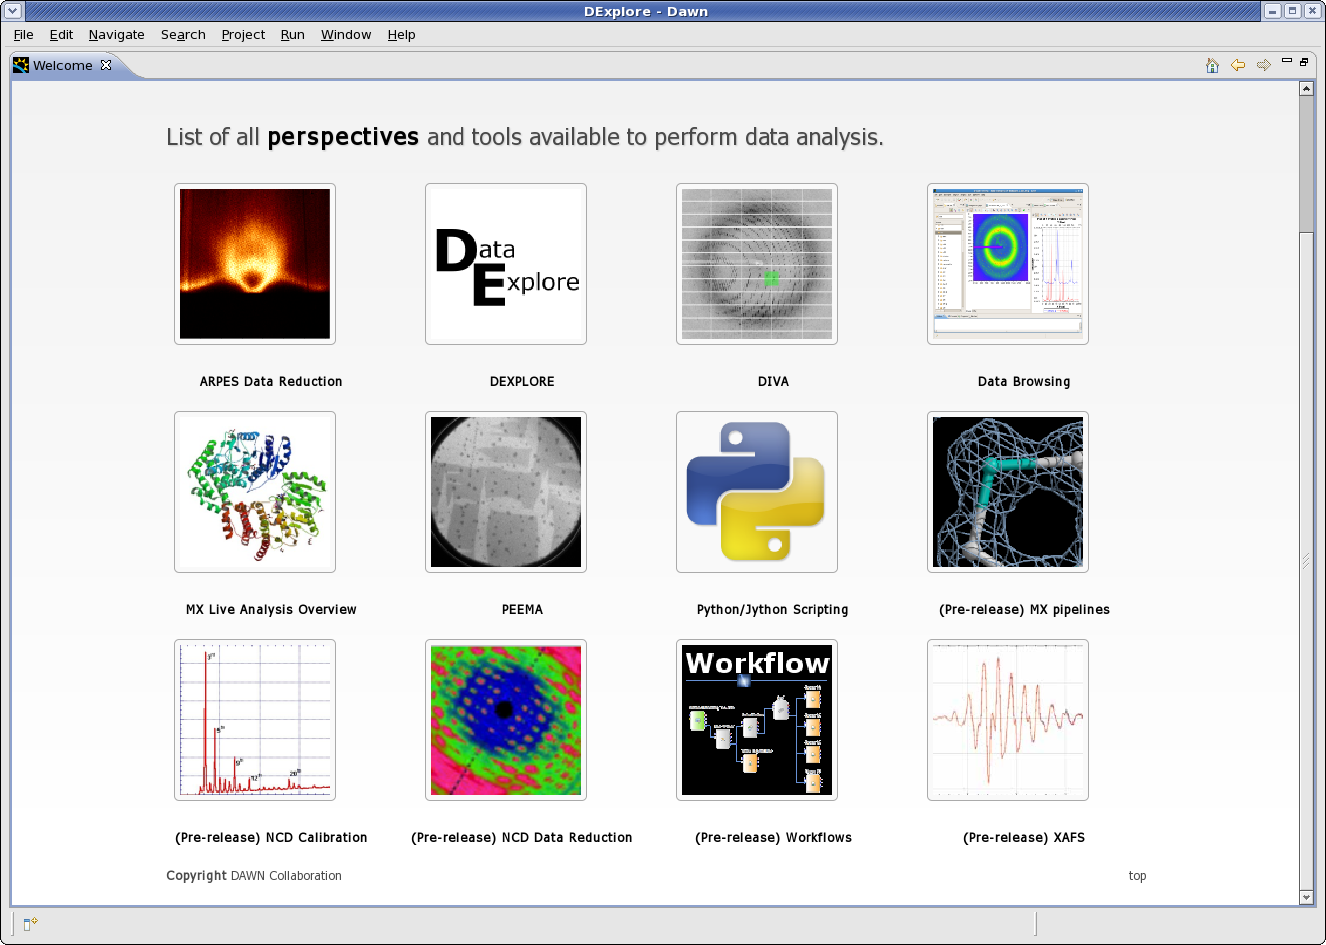 DExplore - Dawn
File Edit Navigate Search Project Run Window Help
Welcome
List of all perspectives and tools available to perform data analysis.
Data
Explore
ARPES Data Reduction DEXPLORE DIVA Data Browsing
MX Live Analysis Overview PEEMA Python/Jython Scripting (Pre-release) MX pipelines
Workflow
(Pre-release) NCD Calibration (Pre-release) NCD Data Reduction (Pre-release) Workflows (Pre-release) XAFS
Copyright DAWN Collaboration top